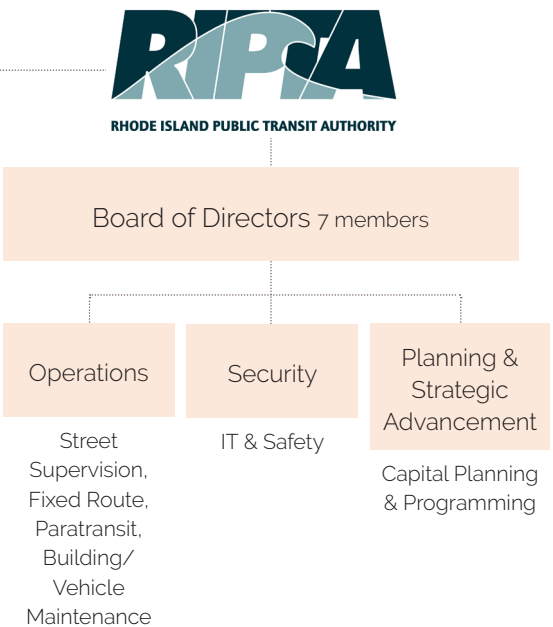 RIPTA
RHODE ISLAND PUBLIC TRANSIT AUTHORITY
Board of Directors 7 members
Operations
Street
Supervision,
Fixed Route,
Paratransit,
Building/
Vehicle
Maintenance
Security
IT & Safety
Planning &
Strategic
Advancement
Capital Planning
& Programming